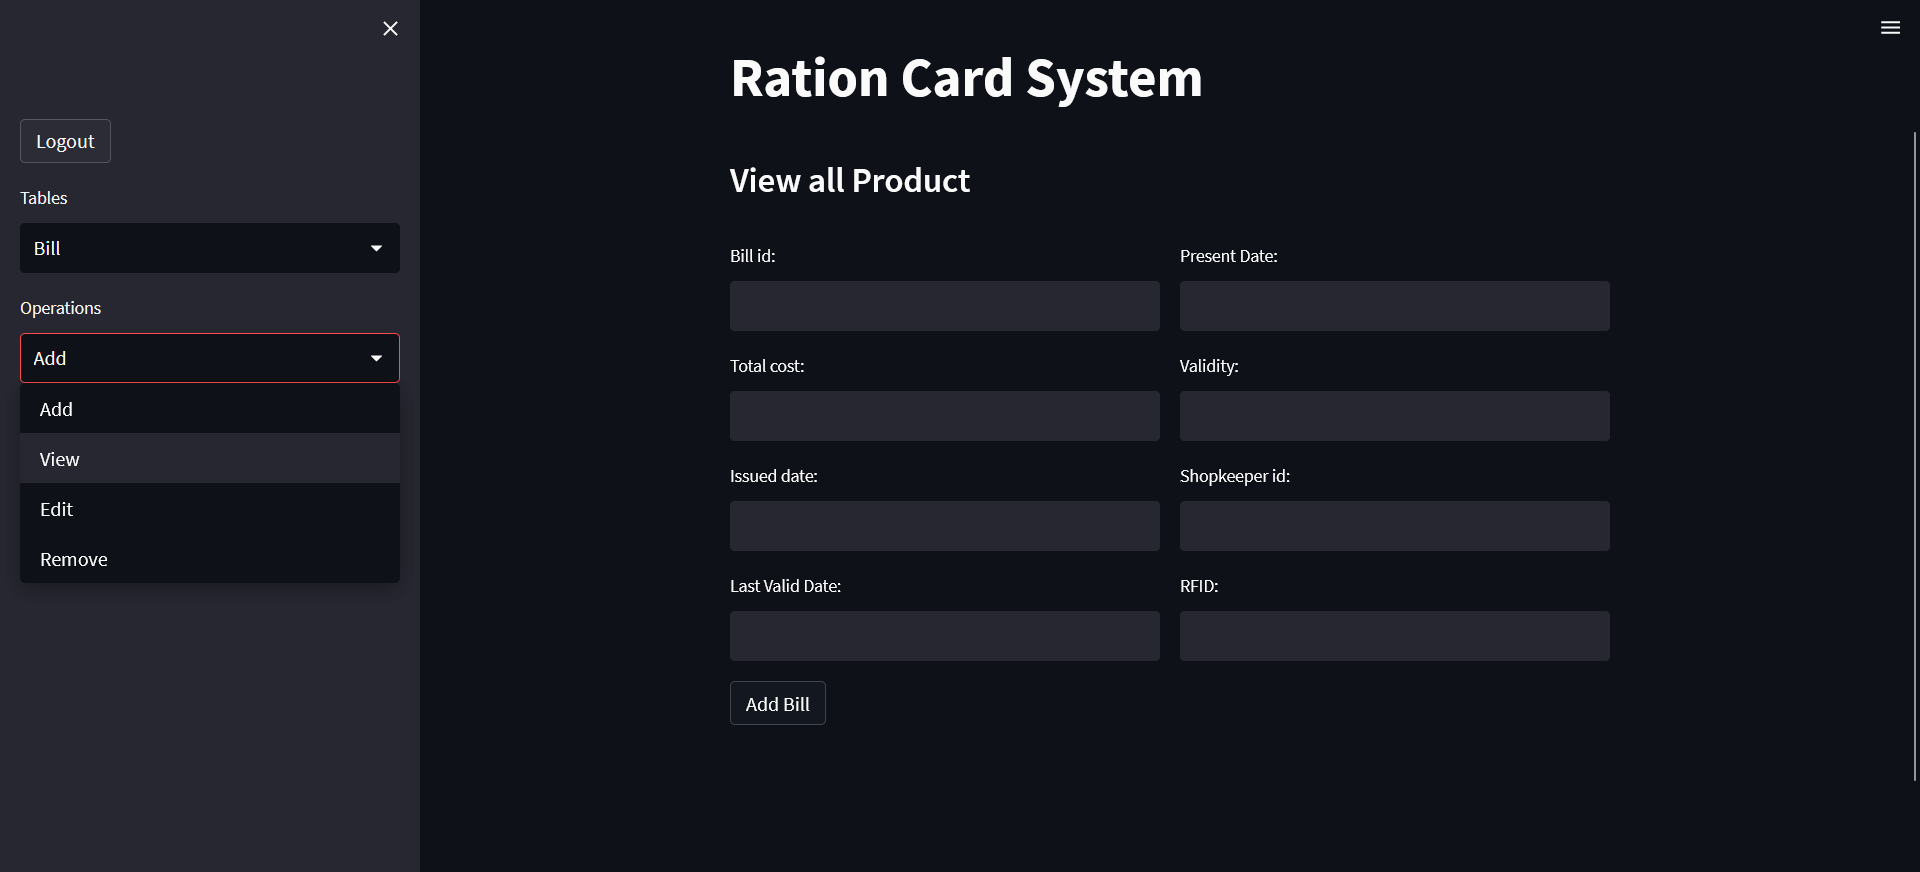 Logout
Tables
Bill
Operations
Add
Add
View
Edit
Remove
Ration Card System
View all Product
Bill id:
Present Date:
Total cost:
Validity:
Issued date:
Shopkeeper id:
Last Valid Date:
RFID:
Add Bill